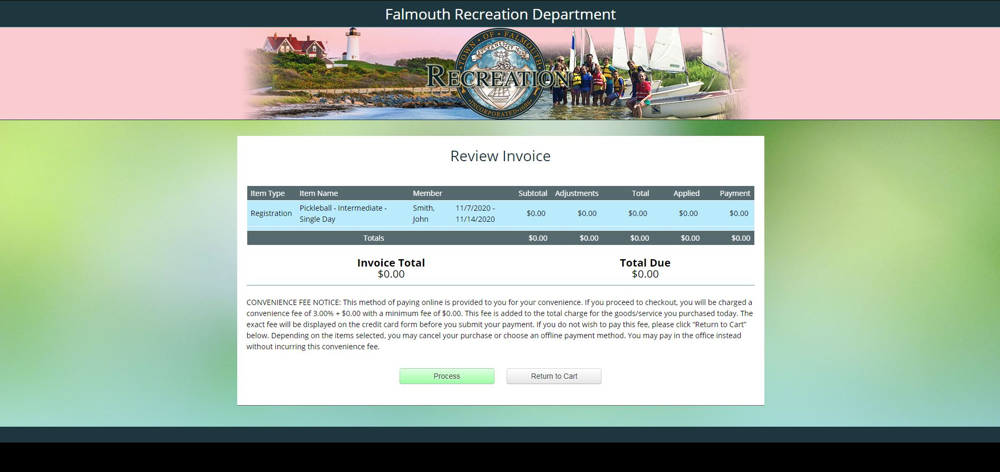 Falmouth Recreation Department
TOWN OF FALMOUTH
SUCKANESSET 1602
RECREATION
INCORPORATED 1686
Review Invoice
Item Type Item Name Member Subtotal Adjustments Total Applied Payment
Registration Pickleball - Intermediate - Single Day Smith, John 11/7/2020 - 11/14/2020 $0.00 $0.00 $0.00 $0.00 $0.00
Totals $0.00 $0.00 $0.00 $0.00 $0.00
Invoice Total Total Due
$0.00 $0.00
CONVENIENCE FEE NOTICE: This method of paying online is provided to you for your convenience. If you proceed to checkout, you will be charged a
convenience fee of 3.00% + $0.00 with a minimum fee of $0.00. This fee is added to the total charge for the goods/service you purchased today. The
exact fee will be displayed on the credit card form before you submit your payment. If you do not wish to pay this fee, please click “Return to Cart”
below. Depending on the items selected, you may cancel your purchase or choose an offline payment method. You may pay in the office instead
without incurring this convenience fee.
Process Return to Cart